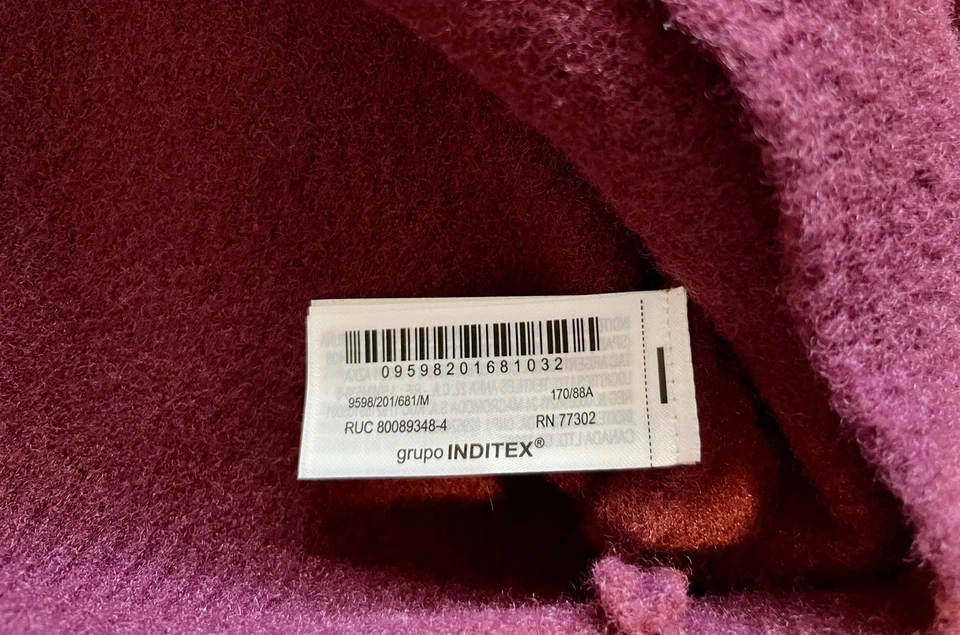 09598201681032
9598/201/681/M 170/88A
RUC 80089348-4 RN 77302
grupo INDITEX®